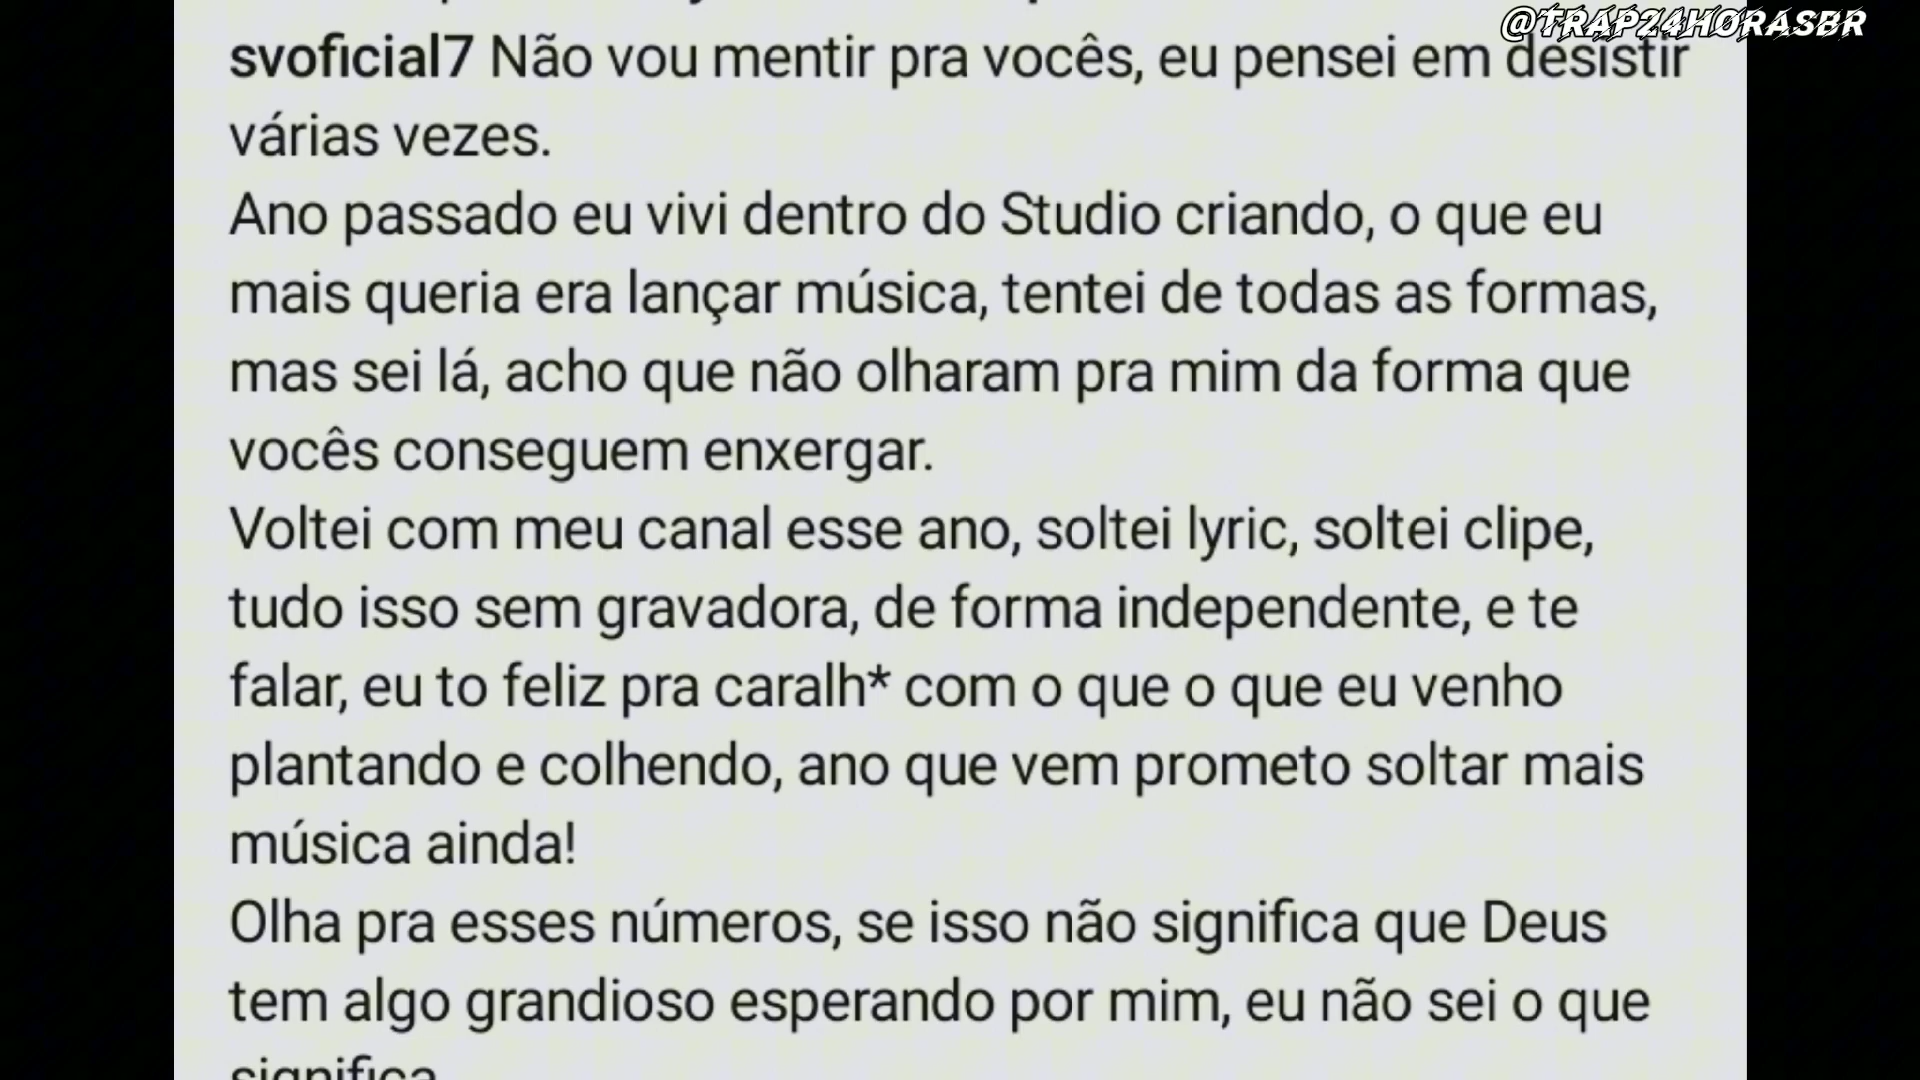 @TRAP24HORASBR
svoficial7 Não vou mentir pra vocês, eu pensei em desistir
várias vezes.
Ano passado eu vivi dentro do Studio criando, o que eu
mais queria era lançar música, tentei de todas as formas,
mas sei lá, acho que não olharam pra mim da forma que
vocês conseguem enxergar.
Voltei com meu canal esse ano, soltei lyric, soltei clipe,
tudo isso sem gravadora, de forma independente, e te
falar, eu to feliz pra caralh* com o que o que eu venho
plantando e colhendo, ano que vem prometo soltar mais
música ainda!
Olha pra esses números, se isso não significa que Deus
tem algo grandioso esperando por mim, eu não sei o que
significa